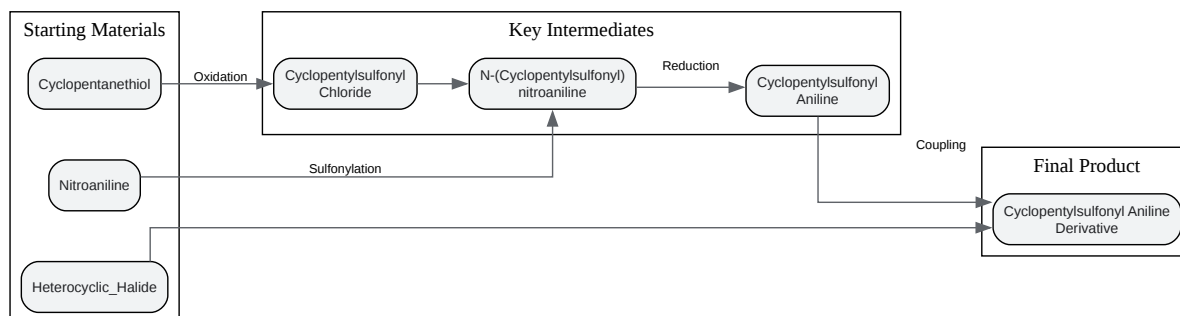 Starting Materials
Key Intermediates
Cyclopentanethiol
Oxidation
Cyclopentylsulfonyl
Chloride
N-(Cyclopentylsulfonyl)
nitroaniline
Reduction
Cyclopentylsulfonyl
Aniline
Nitroaniline
Sulfonylation
Coupling
Final Product
Cyclopentylsulfonyl Aniline
Derivative
Heterocyclic_Halide